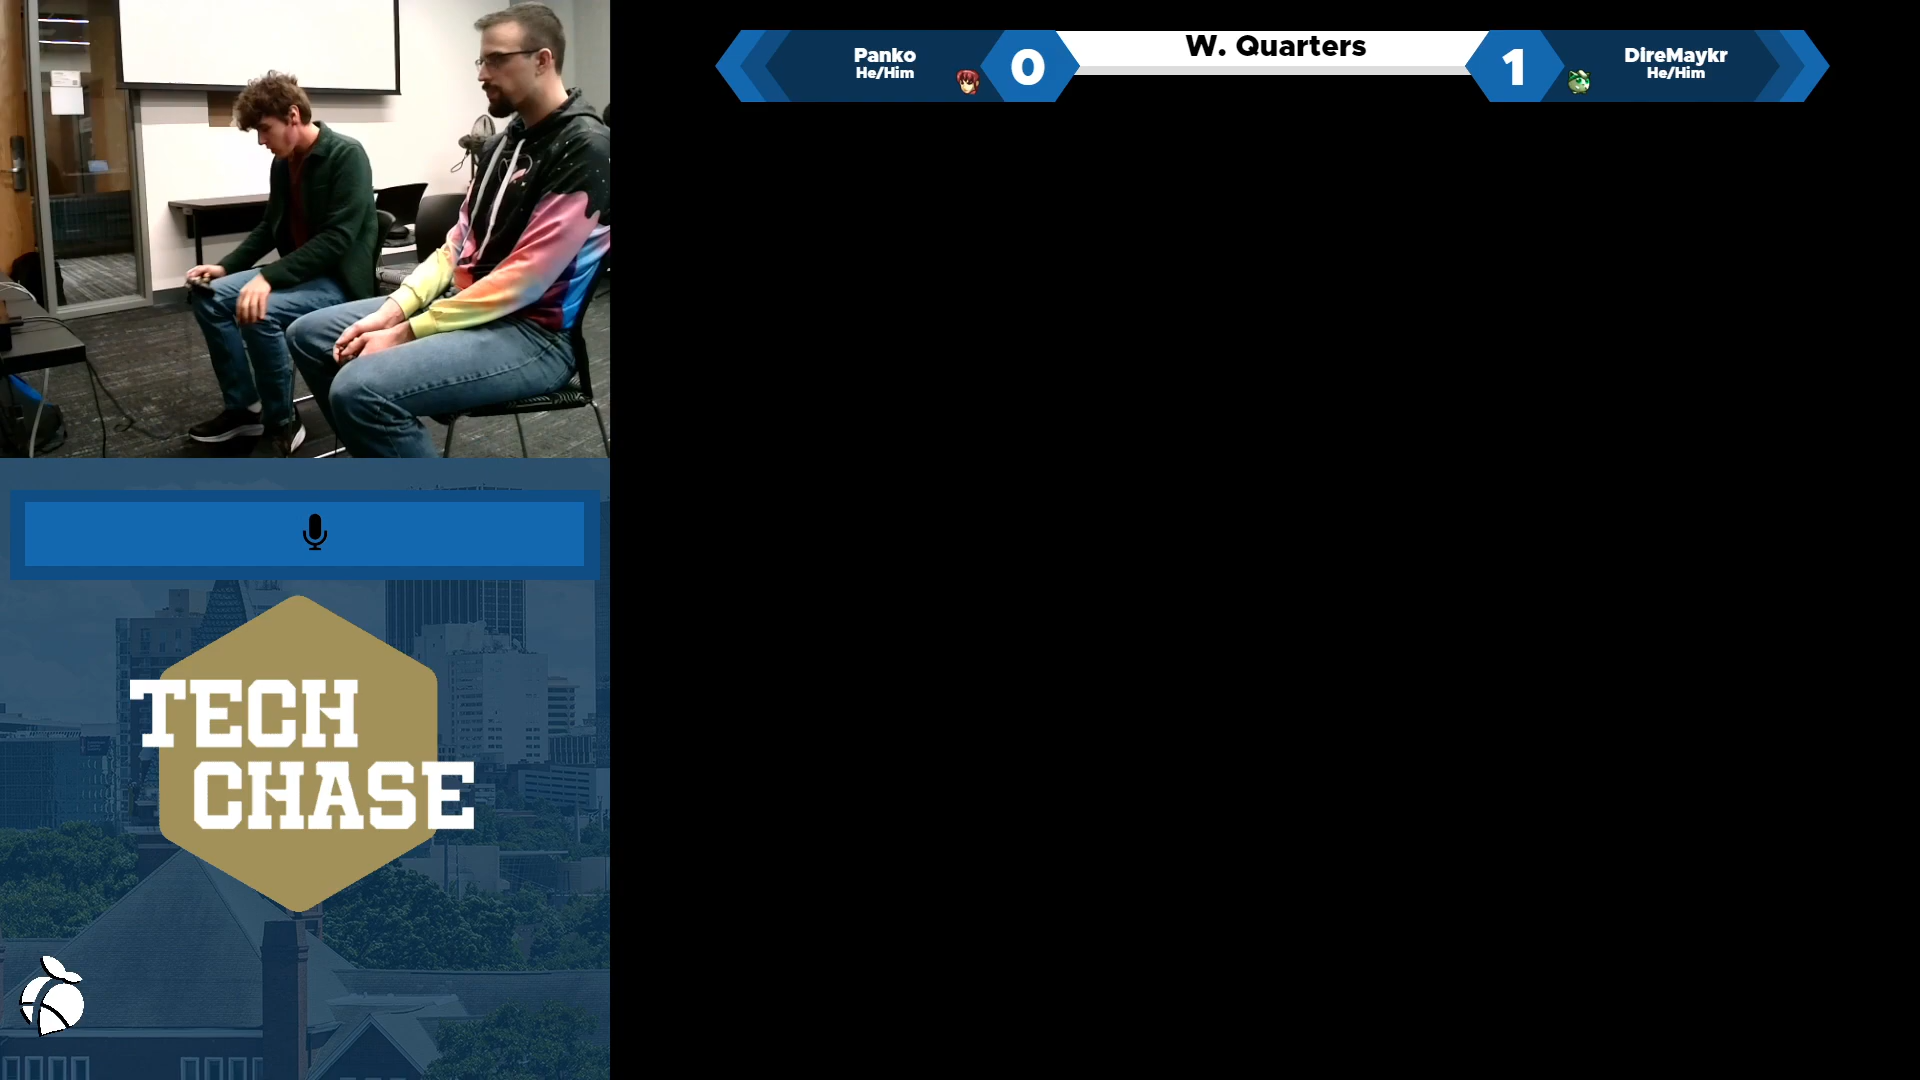 Panko
He/Him
0
W. Quarters
1
DireMaykr
He/Him
TECH
CHASE